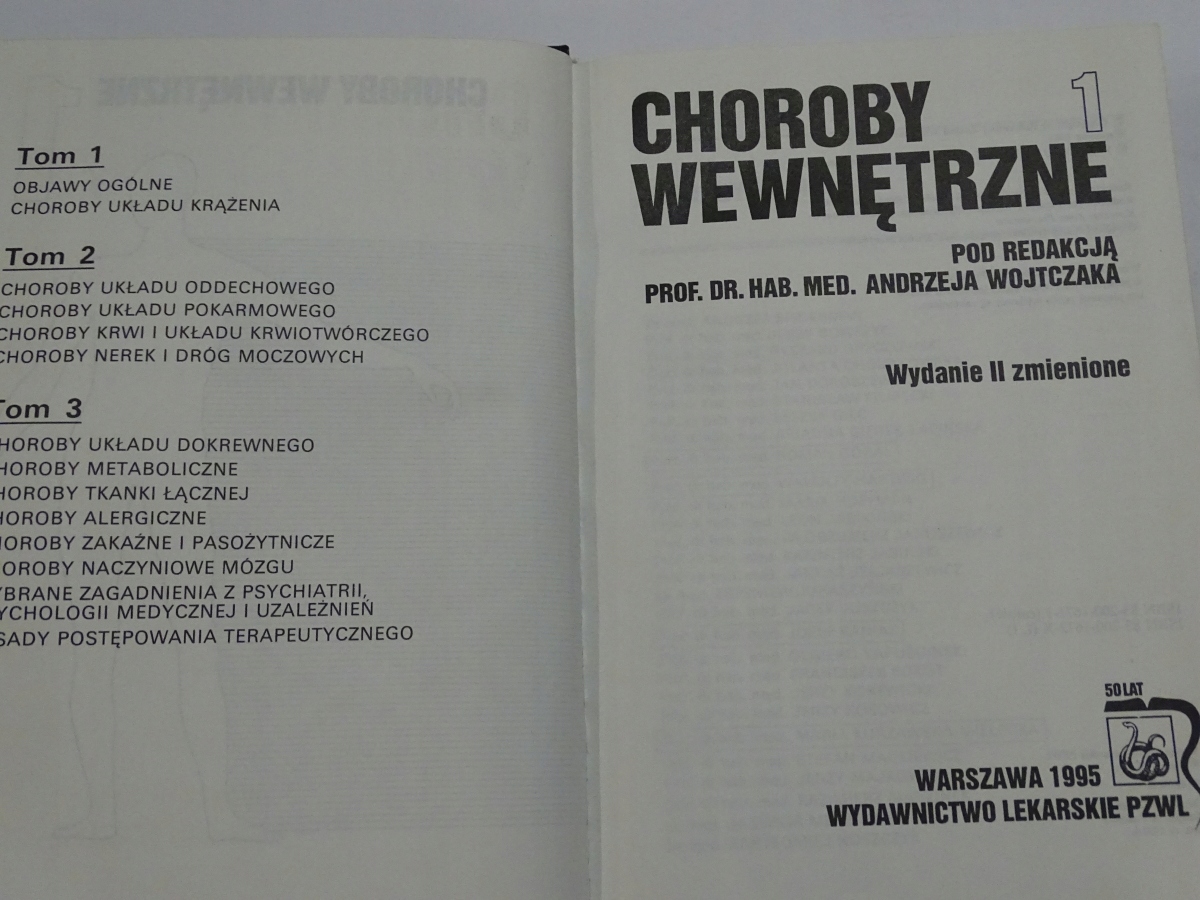 Tom 1
OBJAWY OGÓLNE
CHOROBY UKŁADU KRĄŻENIA
Tom 2
CHOROBY UKŁADU ODDECHOWEGO
CHOROBY UKŁADU POKARMOWEGO
CHOROBY KRWI I UKŁADU KRWIOTWÓRCZEGO
CHOROBY NEREK I DRÓG MOCZOWYCH
Tom 3
HOROBY UKŁADU DOKREWNEGO
HOROBY METABOLICZNE
HOROBY TKANKI ŁĄCZNEJ
HOROBY ALERGICZNE
HOROBY ZAKAŹNE I PASOŻYTNICZE
OROBY NACZYNIOWE MÓZGU
YBRANE ZAGADNIENIA Z PSYCHIATRII,
YCHOLOGII MEDYCZNEJ I UZALEŻNIEŃ
SADY POSTĘPOWANIA TERAPEUTYCZNEGO
CHOROBY 1
WEWNĘTRZNE
POD REDAKCJĄ
PROF. DR. HAB. MED. ANDRZEJA WOJTCZAKA
Wydanie II zmienione
50 LAT
WARSZAWA 1995
WYDAWNICTWO LEKARSKIE PZWL